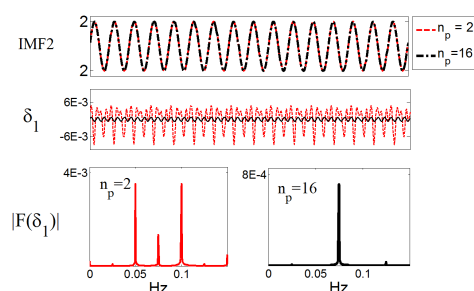 IMF2
2
2
n_p = 2
n_p=16
δ_1
6E-3
-6E-3
|F(δ_1)|
4E-3
n_p=2
0 0.05 0.1
Hz
8E-4
n_p=16
0 0.05 0.1
Hz